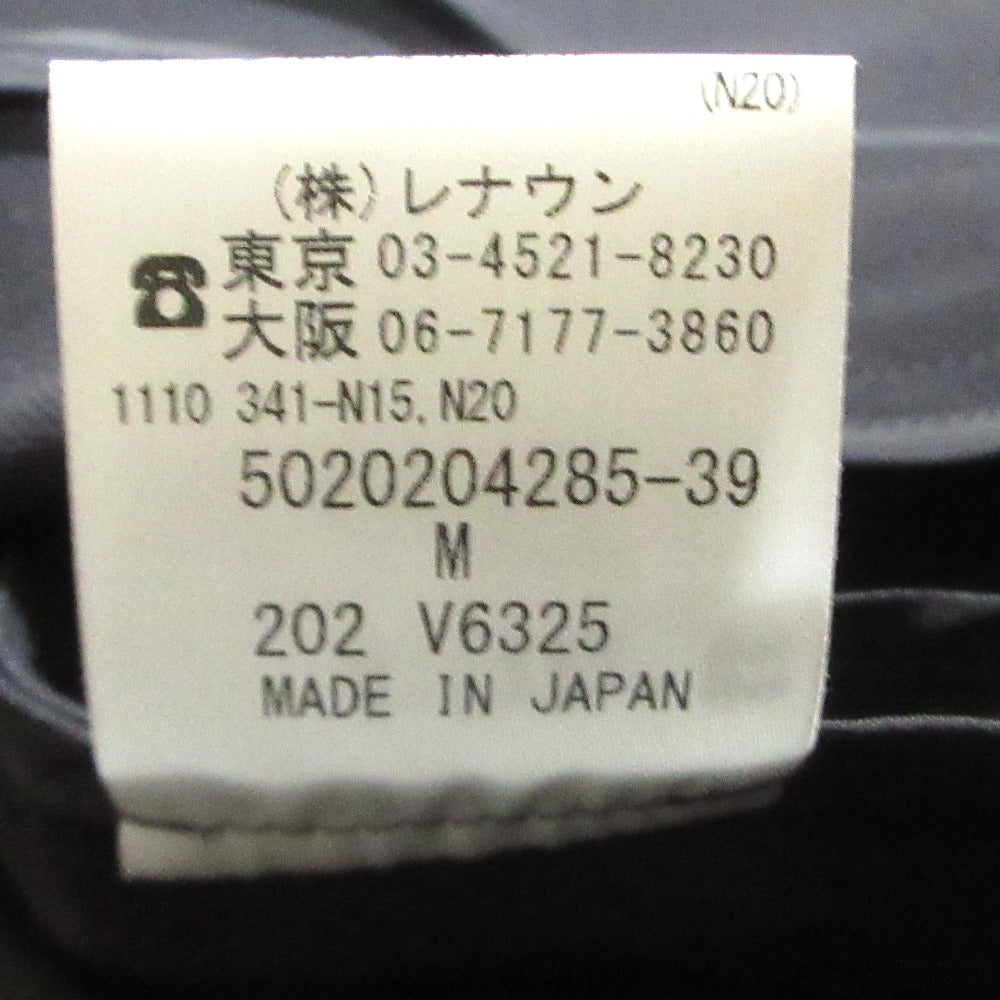 (N20)
(株)レナウン
☎東京 03-4521-8230
大阪 06-7177-3860
1110 341-N15.N20
5020204285-39
M
202 V6325
MADE IN JAPAN